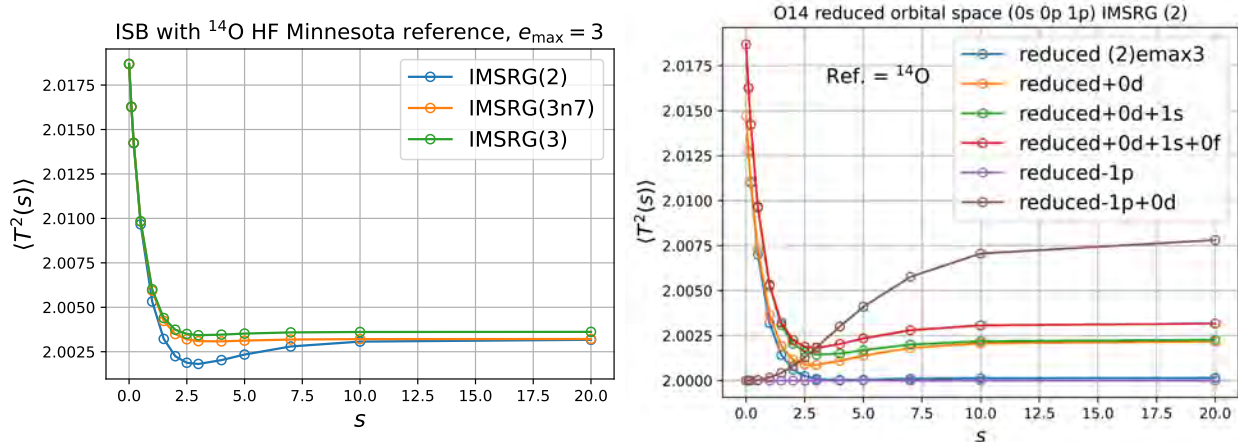 ISB with ¹⁴O HF Minnesota reference, e_max = 3
⟨T²(s)⟩
2.0175
2.0150
2.0125
2.0100
2.0075
2.0050
2.0025
IMSRG(2)
IMSRG(3n7)
IMSRG(3)
0.0 2.5 5.0 7.5 10.0 12.5 15.0 17.5 20.0
s
O14 reduced orbital space (0s 0p 1p) IMSRG (2)
⟨T²(s)⟩
2.0175
2.0150
2.0125
2.0100
2.0075
2.0050
2.0025
2.0000
Ref. = ¹⁴O
reduced (2)emax3
reduced+0d
reduced+0d+1s
reduced+0d+1s+0f
reduced-1p
reduced-1p+0d
0.0 2.5 5.0 7.5 10.0 12.5 15.0 17.5 20.0
s